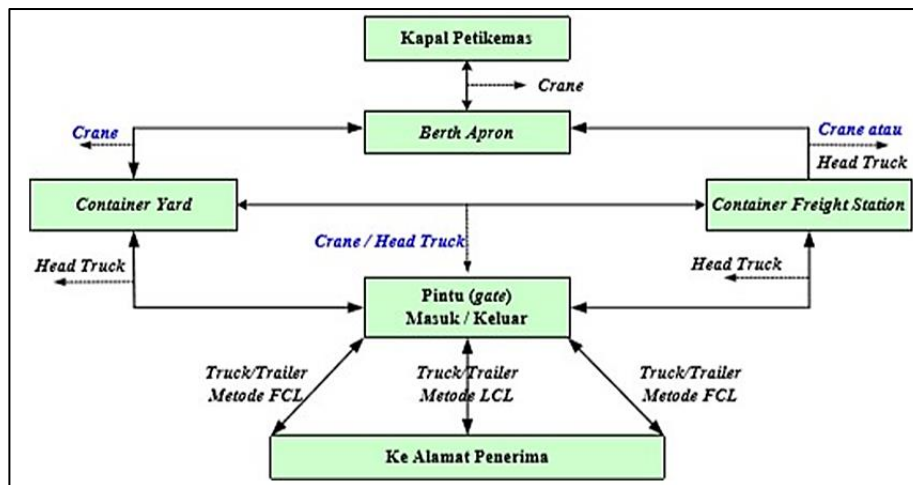 Kapal Petikemas
Crane
Berth Apron
Crane
Crane atau
Head Truck
Container Yard
Container Freight Station
Crane / Head Truck
Head Truck
Head Truck
Pintu (gate)
Masuk / Keluar
Truck/Trailer
Metode FCL
Truck/Trailer
Metode LCL
Truck/Trailer
Metode FCL
Ke Alamat Penerima